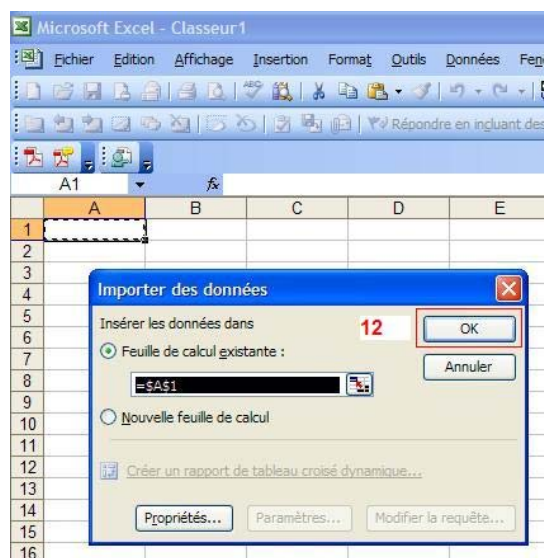 Microsoft Excel - Classeur1
Fichier Edition Affichage Insertion Format Outils Données
Répondre en incluant des
A1 fx
A B C D E
1
2
3
4
5
6
7
8
9
10
11
12
13
14
15
16
Importer des données
Insérer les données dans
12
OK
Feuille de calcul existante :
Annuler
=$A$1
Nouvelle feuille de calcul
Créer un rapport de tableau croisé dynamique...
Propriétés... Paramètres... Modifier la requête...